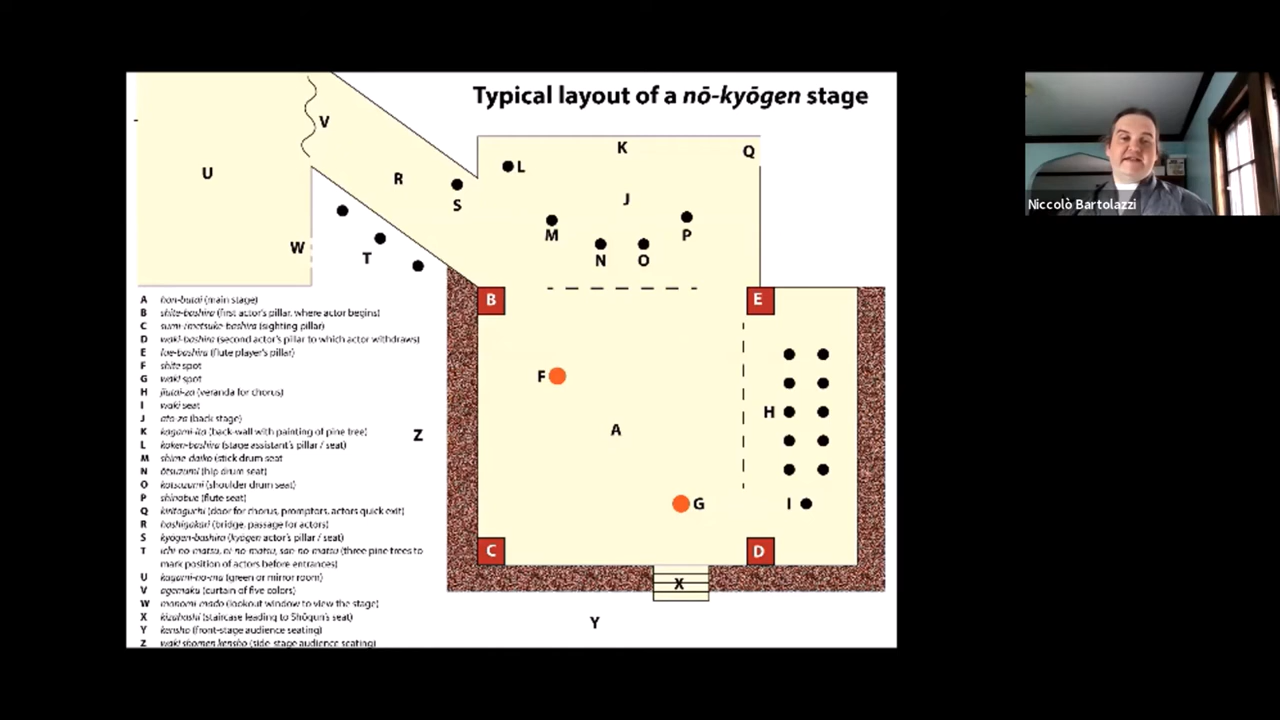 Typical layout of a nō-kyōgen stage
V
K
Q
L
U
R
J
S
M
P
W
T
N
O
B
E
F
H
Z
A
G
I
C
D
X
Y
A hon-butai (main stage)
B shite-bashira (first actor's pillar, where actor begins)
C sumi-/metsuke-bashira (sighting pillar)
D waki-bashira (second actor's pillar to which actor withdraws)
E fue-bashira (flute player's pillar)
F shite spot
G waki spot
H jiutai-za (veranda for chorus)
I waki seat
J ato-za (back stage)
K kagami-ita (back-wall with painting of pine tree)
L koken-bashira (stage assistant's pillar / seat)
M shime-daiko (stick drum seat
N ōtsuzumi (hip drum seat)
O kotsuzumi (shoulder drum seat)
P shinobue (flute seat)
Q kiritoguchi (door for chorus, promptors, actors quick exit)
R hashigakari (bridge, passage for actors)
S kyōgen-bashira (kyōgen actor's pillar / seat)
T ichi-no-matsu, ni-no-matsu, san-no-matsu (three pine trees to
mark position of actors before entrances)
U kagami-no-ma (green or mirror room)
V agemaku (curtain of five colors)
W monomi-mado (lookout window to view the stage)
X kizahashi (staircase leading to Shōgun's seat)
Y kensho (front-stage audience seating)
Z waki shomen kensho (side-stage audience seating)
Niccolò Bartolazzi